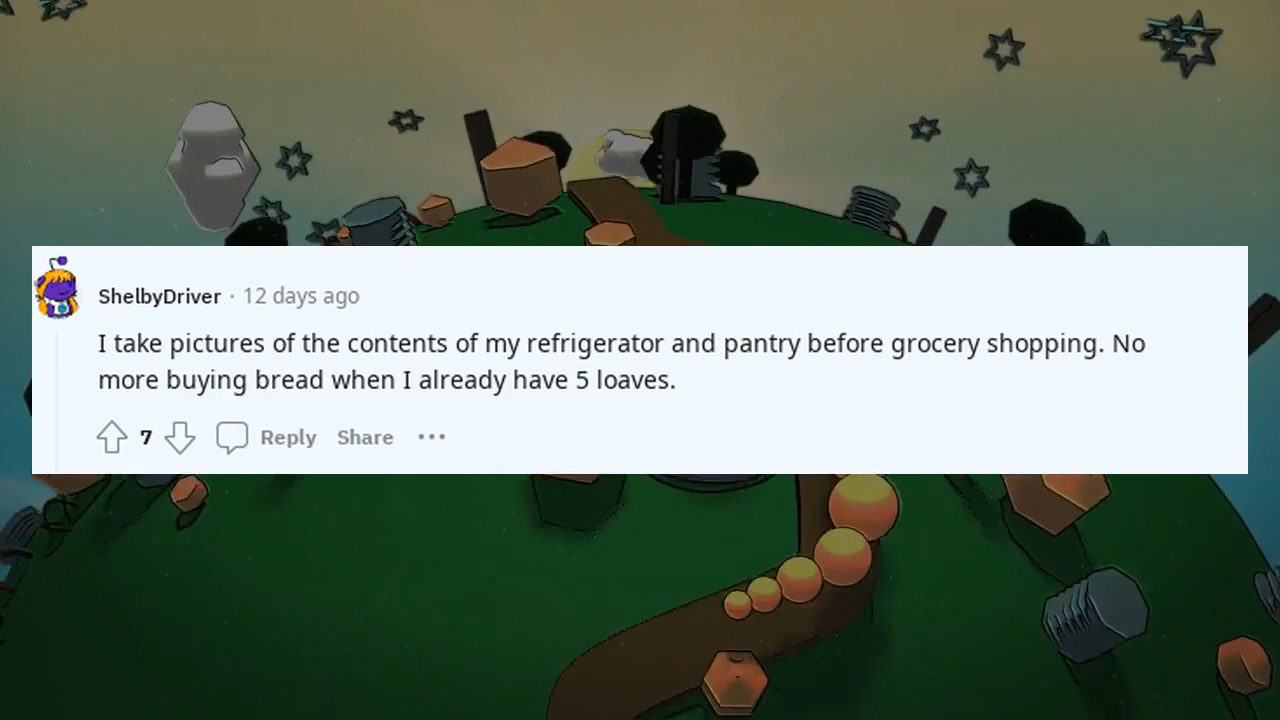 ShelbyDriver · 12 days ago
I take pictures of the contents of my refrigerator and pantry before grocery shopping. No
more buying bread when I already have 5 loaves.
7 Reply Share ···